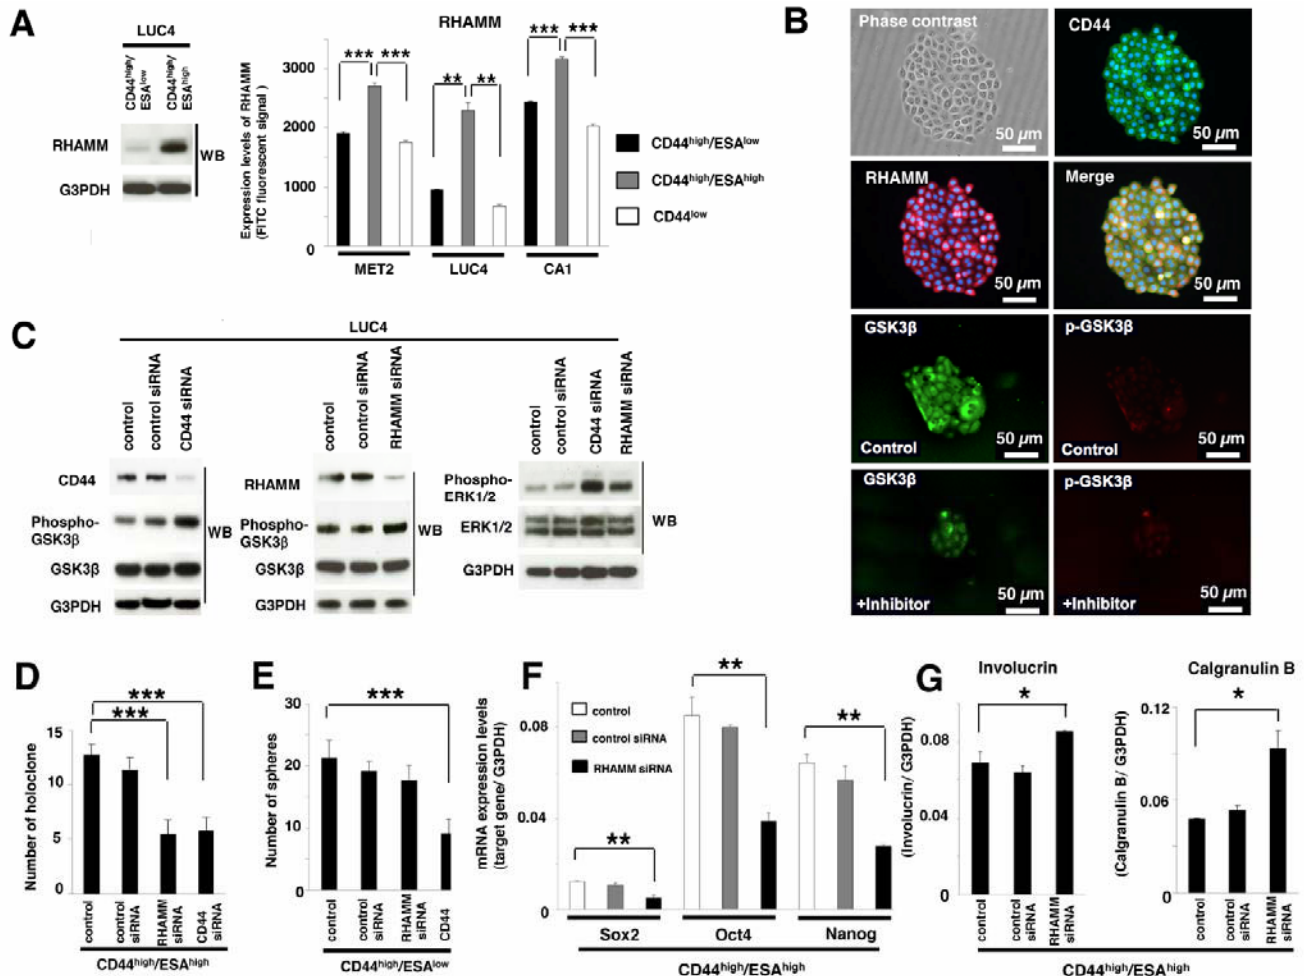 A
LUC4
CD44high/
ESAlow
CD44high/
ESAhigh
RHAMM
G3PDH
WB
RHAMM
Expression levels of RHAMM
(FITC fluorescent signal)
3000
2000
1000
0
*** ***
** **
*** ***
MET2 LUC4 CA1
CD44high/ESAlow
CD44high/ESAhigh
CD44low
B
Phase contrast
50 µm
CD44
50 µm
RHAMM
50 µm
Merge
50 µm
GSK3β
Control
50 µm
p-GSK3β
Control
50 µm
GSK3β
+Inhibitor
50 µm
p-GSK3β
+Inhibitor
50 µm
C
LUC4
control
control siRNA
CD44 siRNA
CD44
Phospho-
GSK3β
GSK3β
G3PDH
WB
control
control siRNA
RHAMM siRNA
RHAMM
Phospho-
GSK3β
GSK3β
G3PDH
WB
control
control siRNA
CD44 siRNA
RHAMM siRNA
Phospho-
ERK1/2
ERK1/2
G3PDH
WB
D
Number of holoclone
15
10
5
0
***
***
control
control
siRNA
RHAMM
siRNA
CD44
siRNA
CD44high/ESAhigh
E
Number of spheres
30
20
10
0
***
control
control
siRNA
RHAMM
siRNA
CD44
CD44high/ESAlow
F
mRNA expression levels
(target gene/ G3PDH)
0.08
0.04
0
control
control siRNA
RHAMM siRNA
**
**
**
Sox2 Oct4 Nanog
CD44high/ESAhigh
G
Involucrin
(Involucrin/ G3PDH)
0.08
0.04
0
*
control
control
siRNA
RHAMM
siRNA
Calgranulin B
(Calgranulin B/ G3PDH)
0.12
0.06
0
*
control
control
siRNA
RHAMM
siRNA
CD44high/ESAhigh